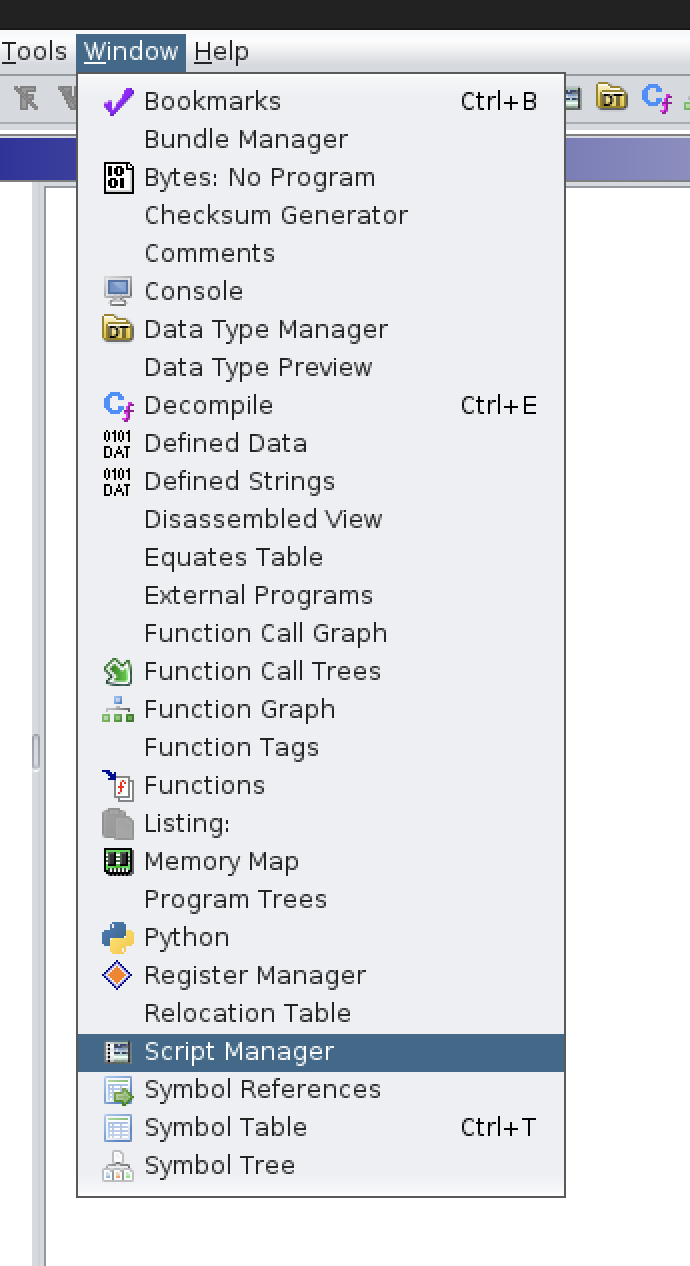 Tools Window Help
Bookmarks Ctrl+B
Bundle Manager
Bytes: No Program
Checksum Generator
Comments
Console
DT Data Type Manager
Data Type Preview
Decompile Ctrl+E
Defined Data
Defined Strings
Disassembled View
Equates Table
External Programs
Function Call Graph
Function Call Trees
Function Graph
Function Tags
Functions
Listing:
Memory Map
Program Trees
Python
Register Manager
Relocation Table
Script Manager
Symbol References
Symbol Table Ctrl+T
Symbol Tree